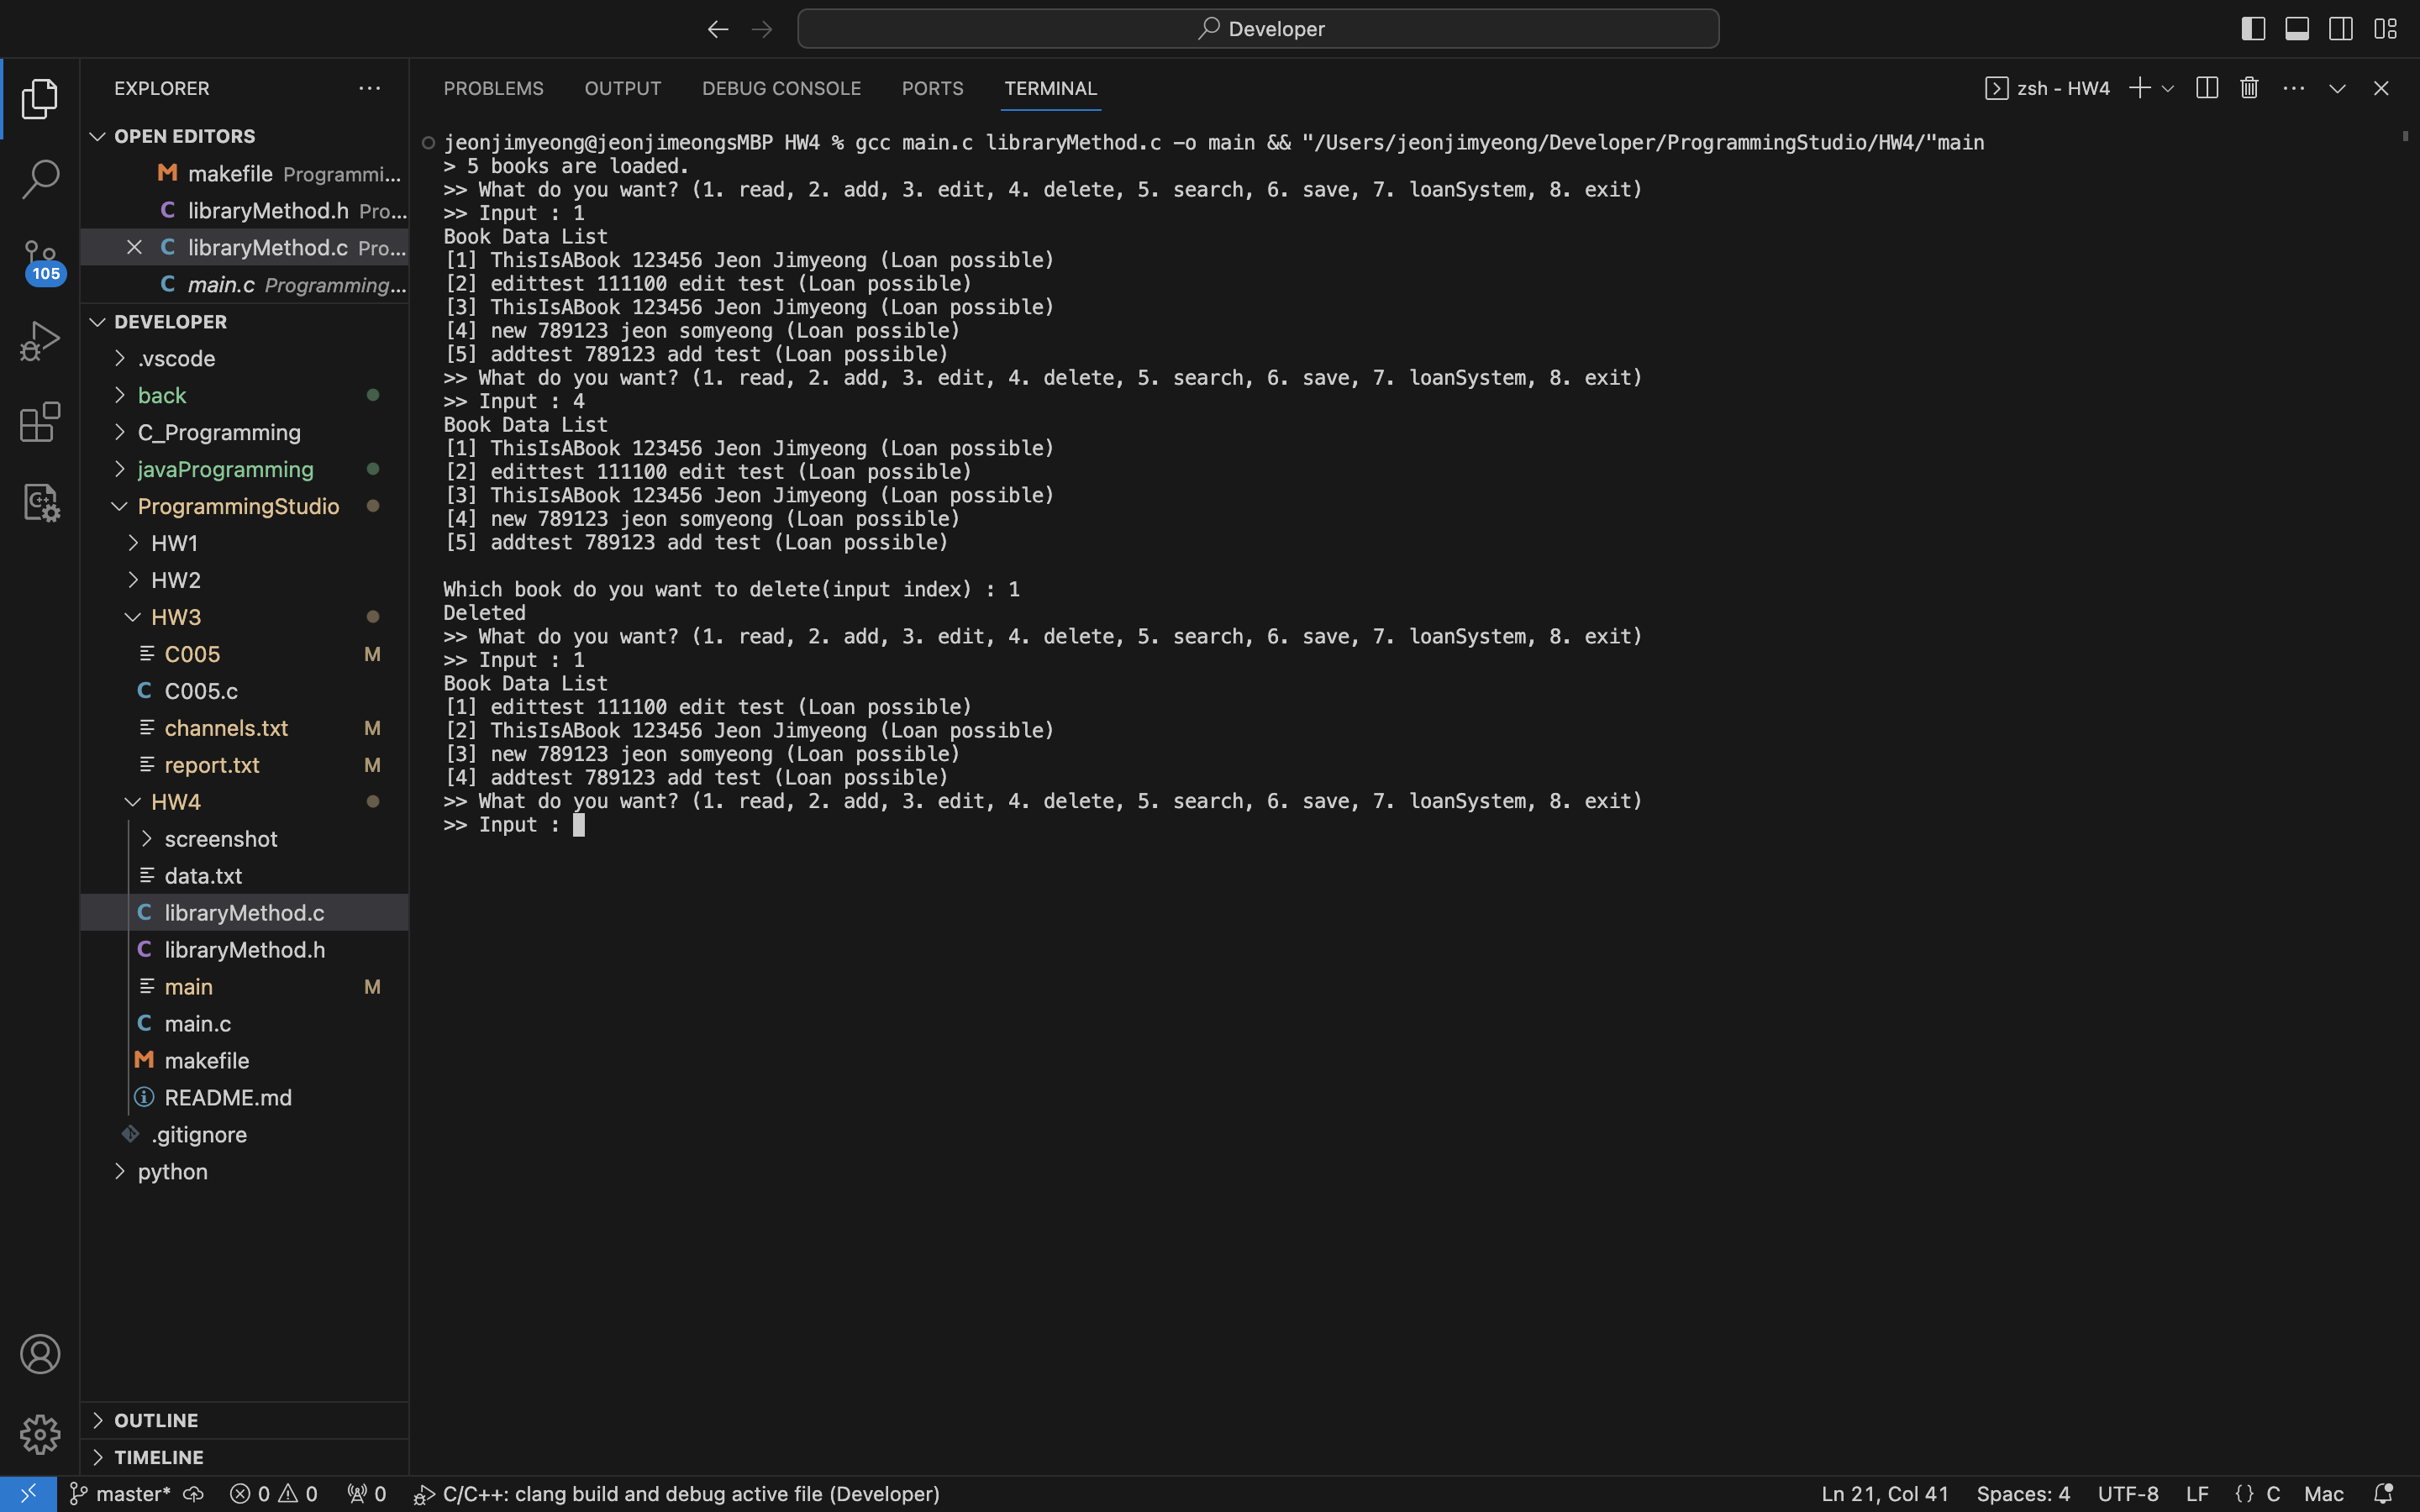 Developer
EXPLORER
OPEN EDITORS
makefile Programmi...
libraryMethod.h Pro...
libraryMethod.c Pro...
main.c Programming...
105
DEVELOPER
.vscode
back
C_Programming
javaProgramming
ProgrammingStudio
HW1
HW2
HW3
C005 M
C005.c
channels.txt M
report.txt M
HW4
screenshot
data.txt
libraryMethod.c
libraryMethod.h
main M
main.c
makefile
README.md
.gitignore
python
OUTLINE
TIMELINE
PROBLEMS OUTPUT DEBUG CONSOLE PORTS TERMINAL
zsh - HW4
jeonjimyeong@jeonjimeongsMBP HW4 % gcc main.c libraryMethod.c -o main && "/Users/jeonjimyeong/Developer/ProgrammingStudio/HW4/"main
> 5 books are loaded.
>> What do you want? (1. read, 2. add, 3. edit, 4. delete, 5. search, 6. save, 7. loanSystem, 8. exit)
>> Input : 1
Book Data List
[1] ThisIsABook 123456 Jeon Jimyeong (Loan possible)
[2] edittest 111100 edit test (Loan possible)
[3] ThisIsABook 123456 Jeon Jimyeong (Loan possible)
[4] new 789123 jeon somyeong (Loan possible)
[5] addtest 789123 add test (Loan possible)
>> What do you want? (1. read, 2. add, 3. edit, 4. delete, 5. search, 6. save, 7. loanSystem, 8. exit)
>> Input : 4
Book Data List
[1] ThisIsABook 123456 Jeon Jimyeong (Loan possible)
[2] edittest 111100 edit test (Loan possible)
[3] ThisIsABook 123456 Jeon Jimyeong (Loan possible)
[4] new 789123 jeon somyeong (Loan possible)
[5] addtest 789123 add test (Loan possible)
Which book do you want to delete(input index) : 1
Deleted
>> What do you want? (1. read, 2. add, 3. edit, 4. delete, 5. search, 6. save, 7. loanSystem, 8. exit)
>> Input : 1
Book Data List
[1] edittest 111100 edit test (Loan possible)
[2] ThisIsABook 123456 Jeon Jimyeong (Loan possible)
[3] new 789123 jeon somyeong (Loan possible)
[4] addtest 789123 add test (Loan possible)
>> What do you want? (1. read, 2. add, 3. edit, 4. delete, 5. search, 6. save, 7. loanSystem, 8. exit)
>> Input :
master* 0 0 0 C/C++: clang build and debug active file (Developer) Ln 21, Col 41 Spaces: 4 UTF-8 LF {} C Mac